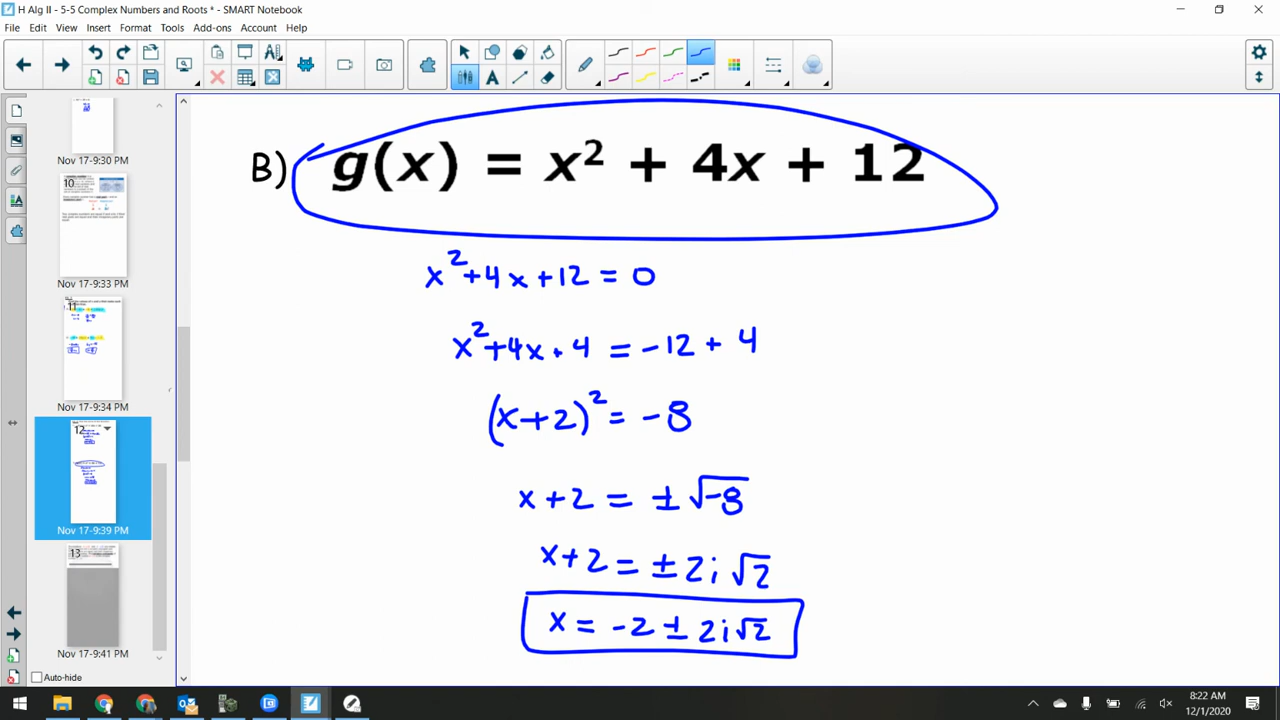 H Alg II - 5-5 Complex Numbers and Roots * - SMART Notebook
File Edit View Insert Format Tools Add-ons Account Help
B) g(x) = x² + 4x + 12
x² + 4x + 12 = 0
x² + 4x + 4 = -12 + 4
(x + 2)² = -8
x + 2 = ± √-8
x + 2 = ± 2i √2
x = -2 ± 2i √2
Nov 17-9:30 PM
10
Nov 17-9:33 PM
11
Nov 17-9:34 PM
12
Nov 17-9:39 PM
13
Nov 17-9:41 PM
Auto-hide
8:22 AM
12/1/2020